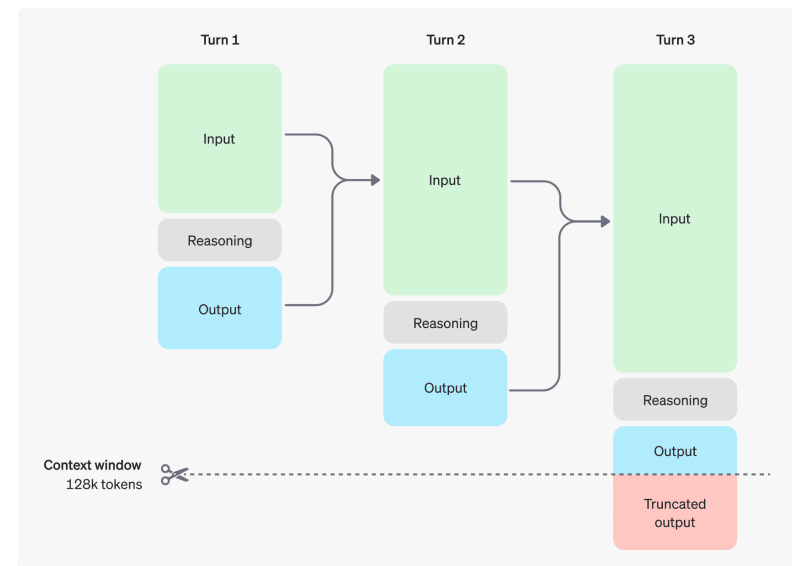 Turn 1
Turn 2
Turn 3
Input
Input
Input
Reasoning
Output
Reasoning
Output
Reasoning
Output
Context window
128k tokens
Truncated
output